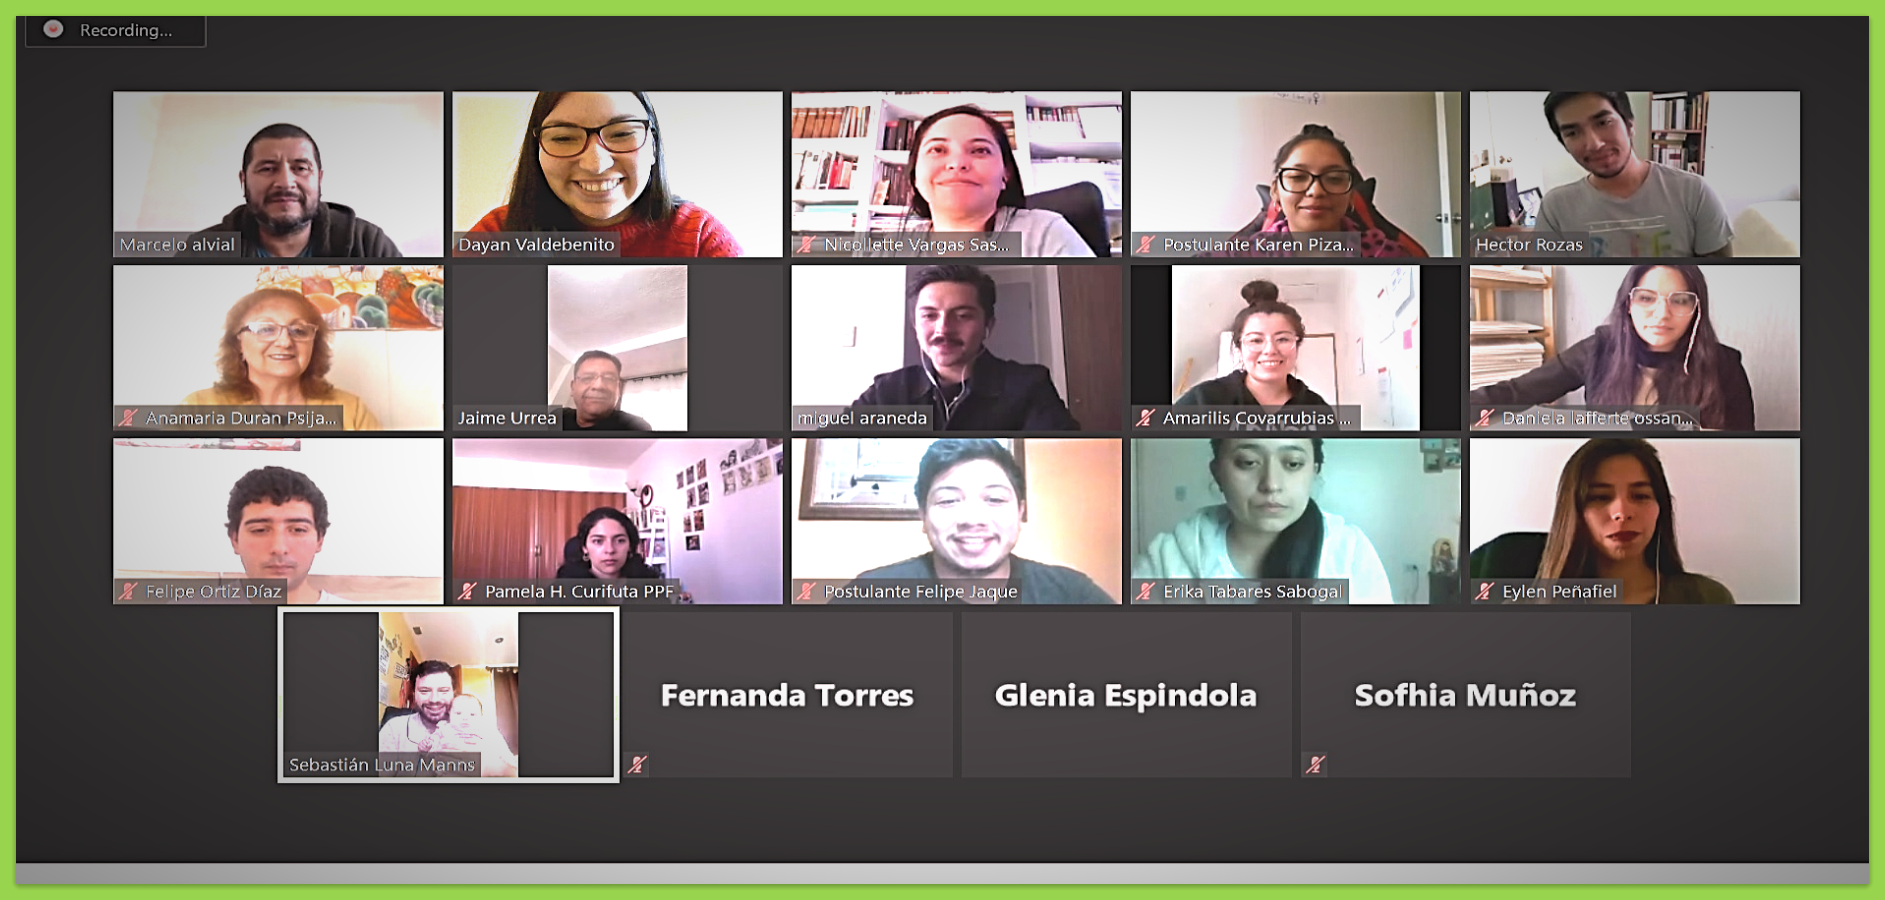 Recording...
Marcelo alvial
Dayan Valdebenito
Nicollette Vargas Sas...
Postulante Karen Piza...
Hector Rozas
Anamaria Duran Psija...
Jaime Urrea
miguel araneda
Amarilis Covarrubias ...
Daniela lafferte ossan...
Felipe Ortiz Díaz
Pamela H. Curifuta PPF
Postulante Felipe Jaque
Erika Tabares Sabogal
Eylen Peñafiel
Sebastián Luna Manns
Fernanda Torres
Glenia Espindola
Sofhia Muñoz